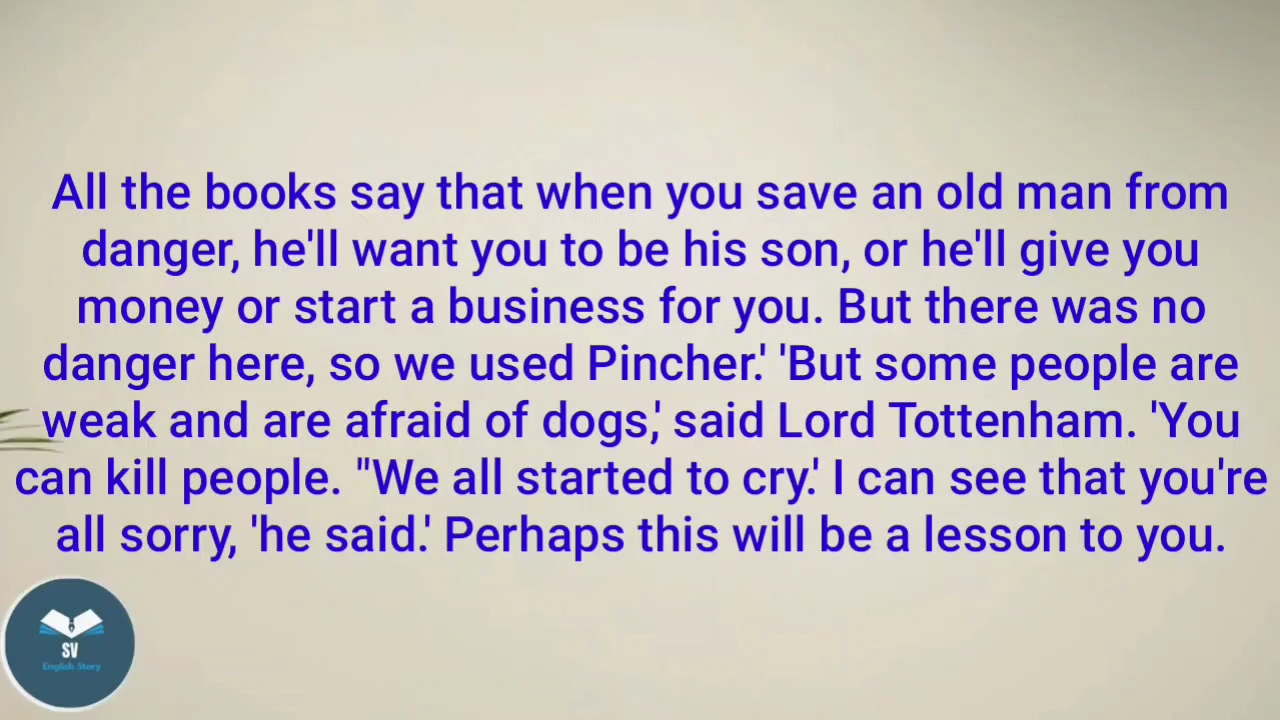 All the books say that when you save an old man from
danger, he'll want you to be his son, or he'll give you
money or start a business for you. But there was no
danger here, so we used Pincher.' 'But some people are
weak and are afraid of dogs,' said Lord Tottenham. 'You
can kill people. "We all started to cry.' I can see that you're
all sorry, 'he said.' Perhaps this will be a lesson to you.
SV
English Story